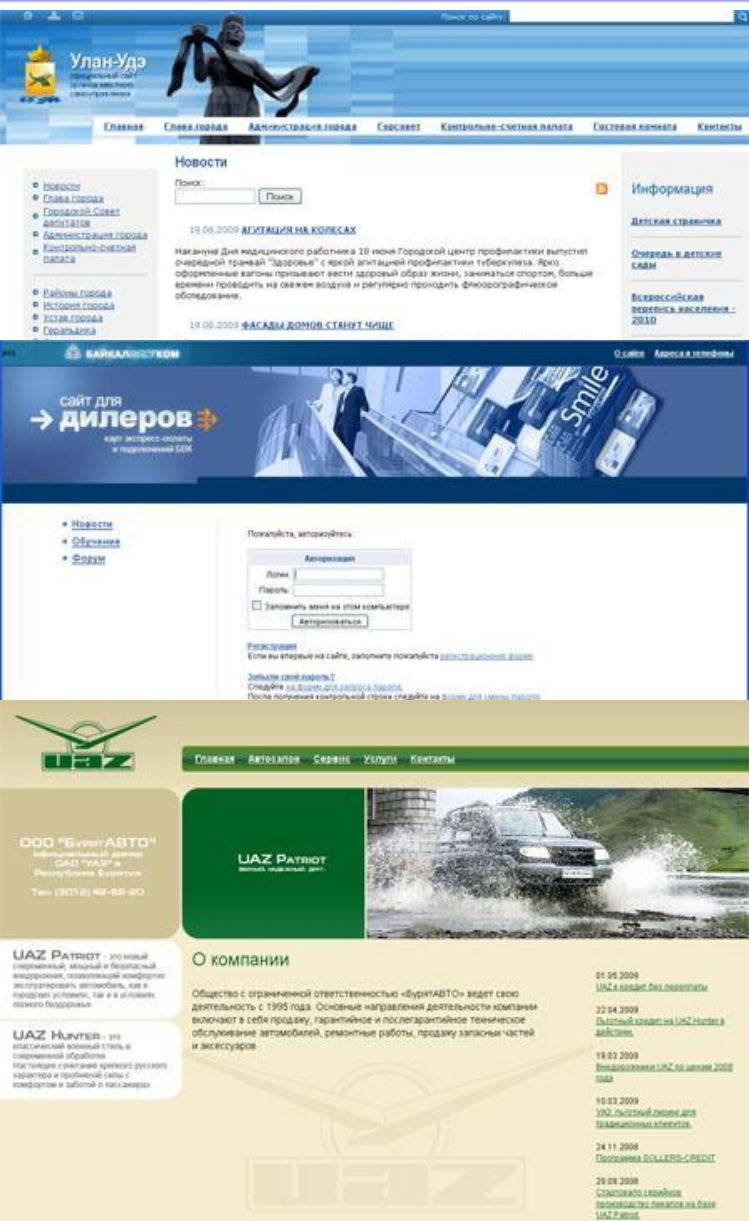 Поиск по сайту:
Улан-Удэ
официальный сайт
органов местного
самоуправления
Главная Глава города Администрация города Горсовет Контрольно-счетная палата Гостевая комната Контакты
Новости
Глава города
Городской Совет
депутатов
Администрация города
Контрольно-счетная
палата
Районы города
История города
Устав города
Геральдика
Новости
Поиск:
Поиск
19.06.2009 АГИТАЦИЯ НА КОЛЕСАХ
Накануне Дня медицинского работника 18 июня Городской центр профилактики выпустил
очередной трамвай "Здоровье" с яркой агитацией профилактики туберкулеза. Ярко
оформленные вагоны призывают вести здоровый образ жизни, заниматься спортом, больше
времени проводить на свежем воздухе и регулярно проходить флюорографическое
обследование.
19.06.2009 ФАСАДЫ ДОМОВ СТАНУТ ЧИЩЕ
Информация
Детская страничка
Очередь в детские
сады
Всероссийская
перепись населения -
2010
БАЙКАЛВЕСТКОМ
О сайте Адреса и телефоны
сайт для
дилеров
карт экспресс-оплаты
и подключений БВК
Smile
Новости
Обучение
Форум
Пожалуйста, авторизуйтесь:
Авторизация
Логин:
Пароль:
Запомнить меня на этом компьютере
Авторизоваться
Регистрация
Если вы впервые на сайте, заполните пожалуйста регистрационную форму.
Забыли свой пароль?
Следуйте на форму для запроса пароля.
После получения контрольной строки следуйте на форму для смены пароля.
UAZ
Главная Автосалон Сервис Услуги Контакты
ООО "БурятАВТО"
официальный дилер
ОАО "УАЗ" в
Республике Бурятия
UAZ Patriot
UAZ Patriot - это новый
современный, мощный и безопасный
внедорожник, позволяющий комфортно
эксплуатировать автомобиль, как в
городских условиях, так и в условиях
полного бездорожья.
UAZ Hunter - это
классический военный стиль в
современной обработке
Настоящее сочетание крепкого русского
характера и пробивной силы с
комфортом и заботой о пассажирах
О компании
Общество с ограниченной ответственностью «БурятАВТО» ведет свою
деятельность с 1995 года. Основные направления деятельности компании
включают в себя продажу, гарантийное и послегарантийное техническое
обслуживание автомобилей, ремонтные работы, продажу запасных частей
и аксессуаров.
01.05.2009
UAZ в кредит без переплаты
22.04.2009
Льготный кредит на UAZ Hunter в
действии.
19.03.2009
Внедорожники UAZ по ценам 2008
года
10.03.2009
УАЗ: льготный лизинг для
традиционных клиентов.
24.11.2008
Программа SOLLERS-CREDIT
Стартовало серийное
производство пикапов на базе
UAZ Patriot.
uaz